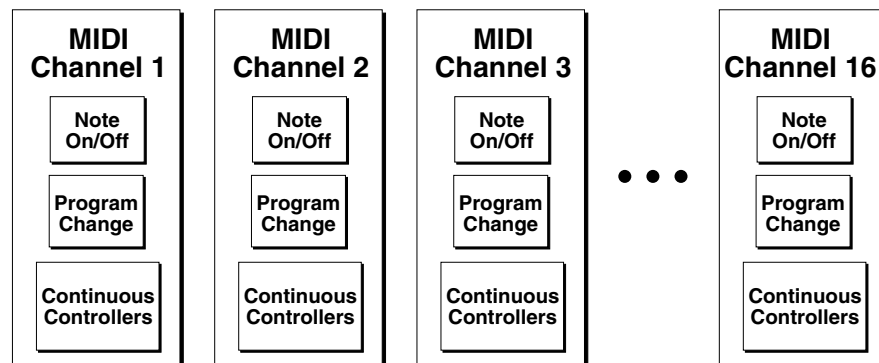 MIDI
Channel 1
Note
On/Off
Program
Change
Continuous
Controllers
MIDI
Channel 2
Note
On/Off
Program
Change
Continuous
Controllers
MIDI
Channel 3
Note
On/Off
Program
Change
Continuous
Controllers
• • •
MIDI
Channel 16
Note
On/Off
Program
Change
Continuous
Controllers